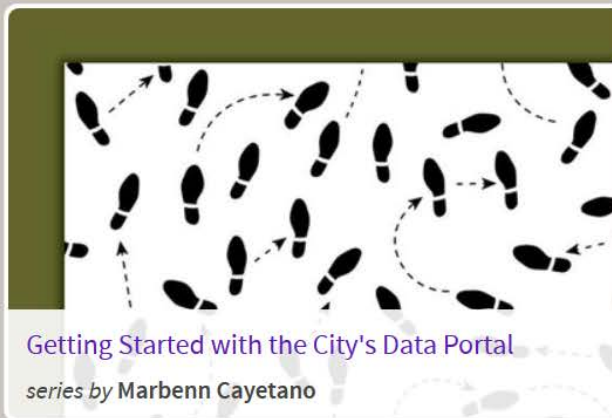 Getting Started with the City's Data Portal
series by Marbenn Cayetano